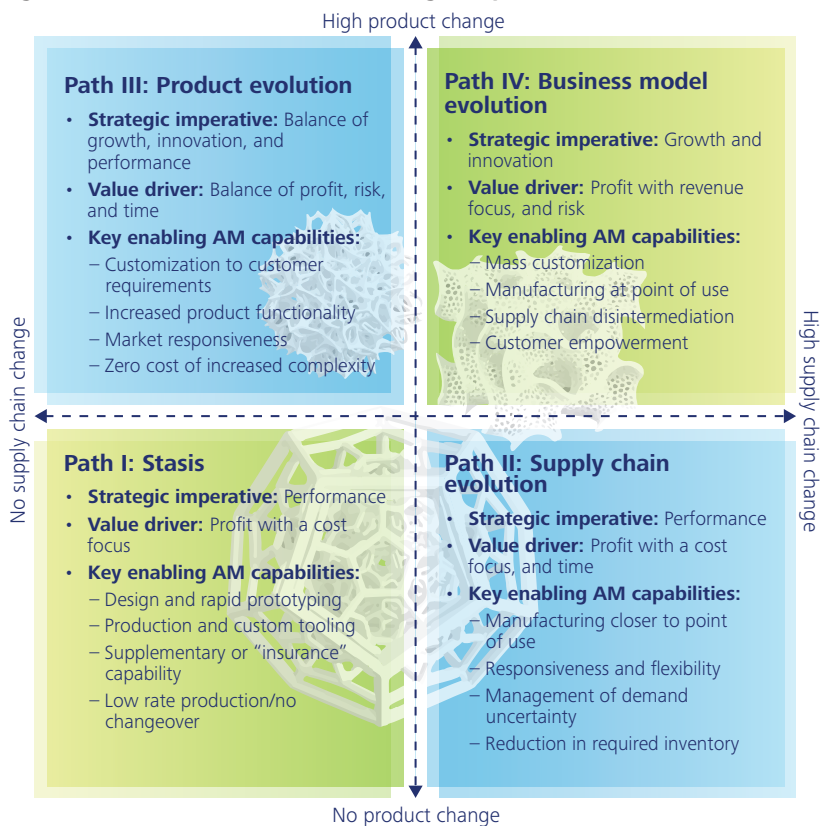 High product change
Path III: Product evolution
• Strategic imperative: Balance of
growth, innovation, and
performance
• Value driver: Balance of profit, risk,
and time
• Key enabling AM capabilities:
– Customization to customer
requirements
– Increased product functionality
– Market responsiveness
– Zero cost of increased complexity
Path IV: Business model
evolution
• Strategic imperative: Growth and
innovation
• Value driver: Profit with revenue
focus, and risk
• Key enabling AM capabilities:
– Mass customization
– Manufacturing at point of use
– Supply chain disintermediation
– Customer empowerment
No supply chain change
High supply chain change
Path I: Stasis
• Strategic imperative: Performance
• Value driver: Profit with a cost
focus
• Key enabling AM capabilities:
– Design and rapid prototyping
– Production and custom tooling
– Supplementary or “insurance”
capability
– Low rate production/no
changeover
Path II: Supply chain
evolution
• Strategic imperative: Performance
• Value driver: Profit with a cost
focus, and time
• Key enabling AM capabilities:
– Manufacturing closer to point
of use
– Responsiveness and flexibility
– Management of demand
uncertainty
– Reduction in required inventory
No product change